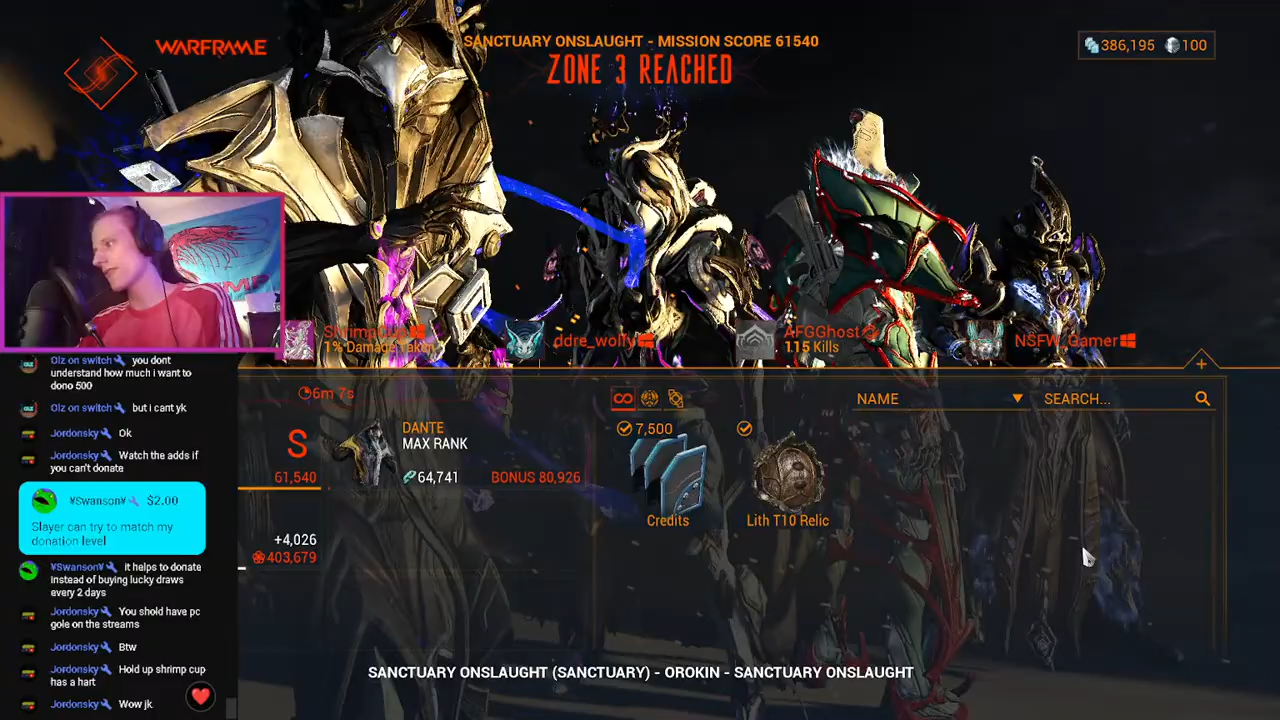 WARFRAME
SANCTUARY ONSLAUGHT - MISSION SCORE 61540
ZONE 3 REACHED
386,195 100
1% Damage Taken
ddre_wolfy
AFGGhost
1.15 Kills
NSFW_Gamer
Olz on switch you dont
understand how much i want to
dono 500
Olz on switch but i cant yk
Jordonsky Ok
Jordonsky Watch the adds if
you can't donate
¥Swanson¥ $2.00
Slayer can try to match my
donation level
¥Swanson¥ it helps to donate
instead of buying lucky draws
every 2 days
Jordonsky You shold have pc
gole on the streams
Jordonsky Btw
Jordonsky Hold up shrimp cup
has a hart
Jordonsky Wow jk
6m 7s
S
61,540
+4,026
403,679
DANTE
MAX RANK
64,741
BONUS 80,926
NAME
SEARCH...
7,500
Credits
Lith T10 Relic
SANCTUARY ONSLAUGHT (SANCTUARY) - OROKIN - SANCTUARY ONSLAUGHT